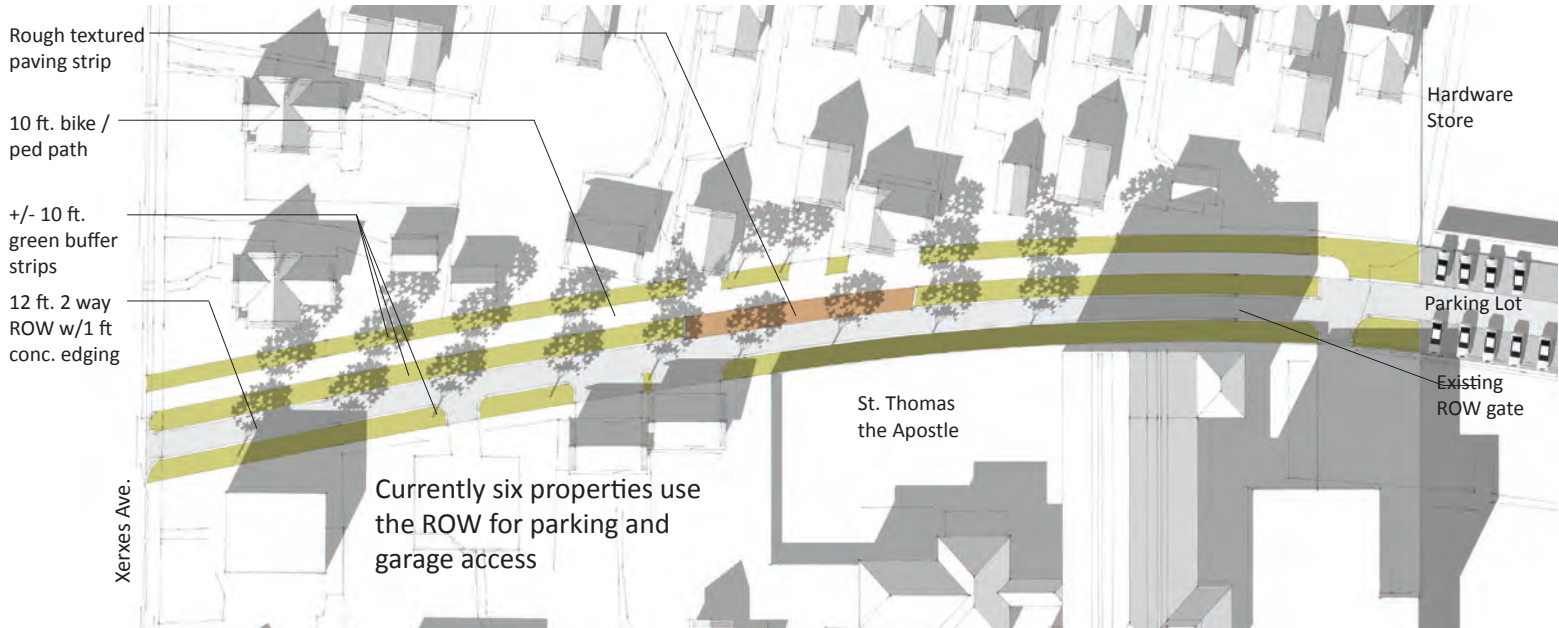 Rough textured
paving strip
10 ft. bike /
ped path
+/- 10 ft.
green buffer
strips
12 ft. 2 way
ROW w/1 ft
conc. edging
Xerxes Ave.
Currently six properties use
the ROW for parking and
garage access
St. Thomas
the Apostle
Hardware
Store
Parking Lot
Existing
ROW gate